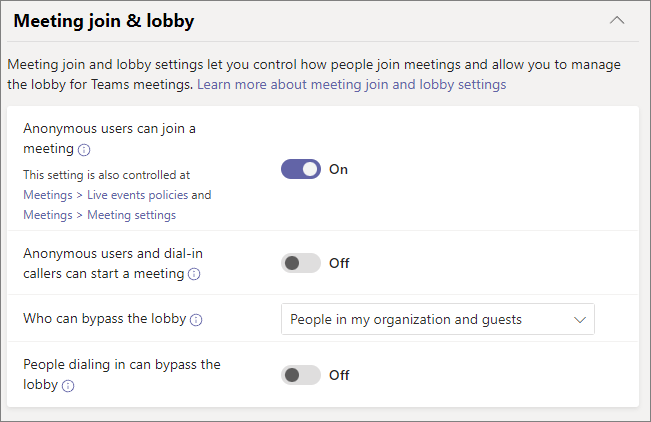 Meeting join & lobby
Meeting join and lobby settings let you control how people join meetings and allow you to manage
the lobby for Teams meetings. Learn more about meeting join and lobby settings
Anonymous users can join a
meeting
This setting is also controlled at
Meetings > Live events policies and
Meetings > Meeting settings
On
Anonymous users and dial-in
callers can start a meeting
Off
Who can bypass the lobby
People in my organization and guests
People dialing in can bypass the
lobby
Off